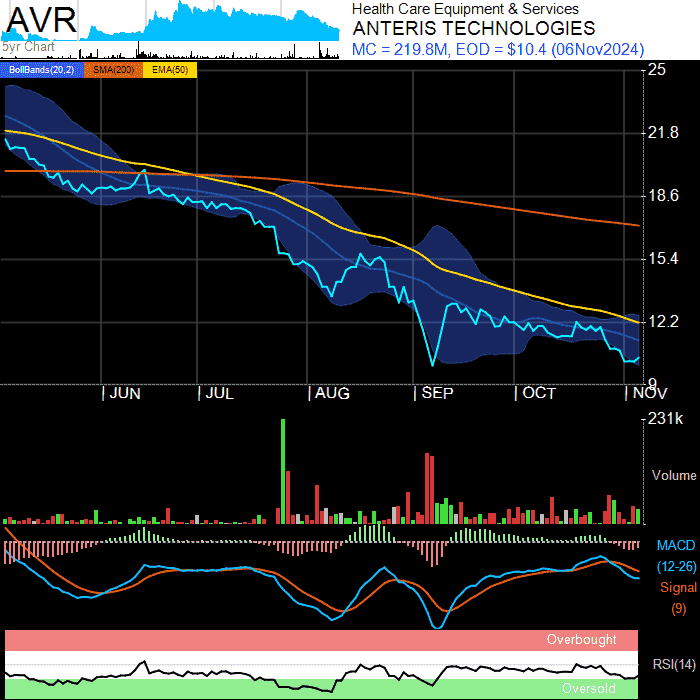 AVR
5yr Chart
Health Care Equipment & Services
ANTERIS TECHNOLOGIES
MC = 219.8M, EOD = $10.4 (06Nov2024)
BollBands(20,2) SMA(200) EMA(50)
25
21.8
18.6
15.4
12.2
9
JUN JUL AUG SEP OCT NOV
231k
Volume
MACD
(12-26)
Signal
(9)
Overbought
RSI(14)
Oversold